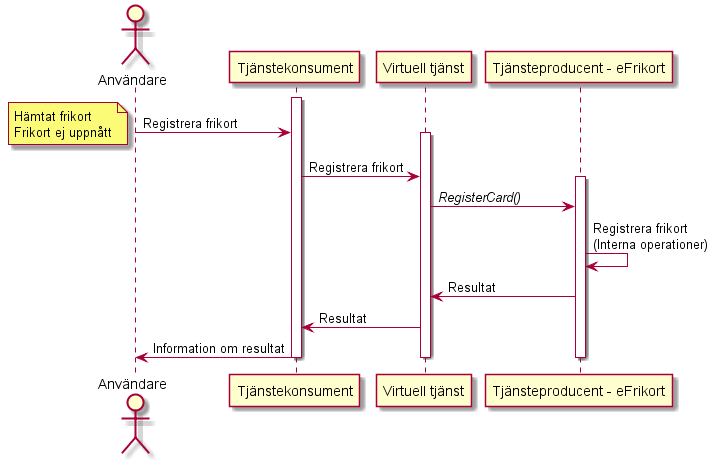 Användare
Tjänstekonsument
Virtuell tjänst
Tjänsteproducent - eFrikort
Hämtat frikort
Frikort ej uppnått
Registrera frikort
Registrera frikort
RegisterCard()
Registrera frikort
(Interna operationer)
Resultat
Resultat
Information om resultat
Användare
Tjänstekonsument
Virtuell tjänst
Tjänsteproducent - eFrikort